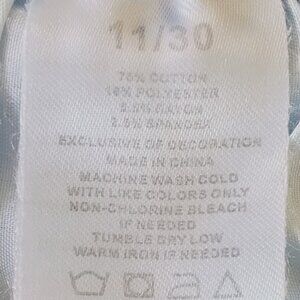 11/30
COTTON
POLYESTER
RAYON
SPANDEX
EXCLUSIVE OF DECORATION
MADE IN CHINA
MACHINE WASH COLD
WITH LIKE COLORS ONLY
NON-CHLORINE BLEACH
IF NEEDED
TUMBLE DRY LOW
WARM IRON IF NEEDED